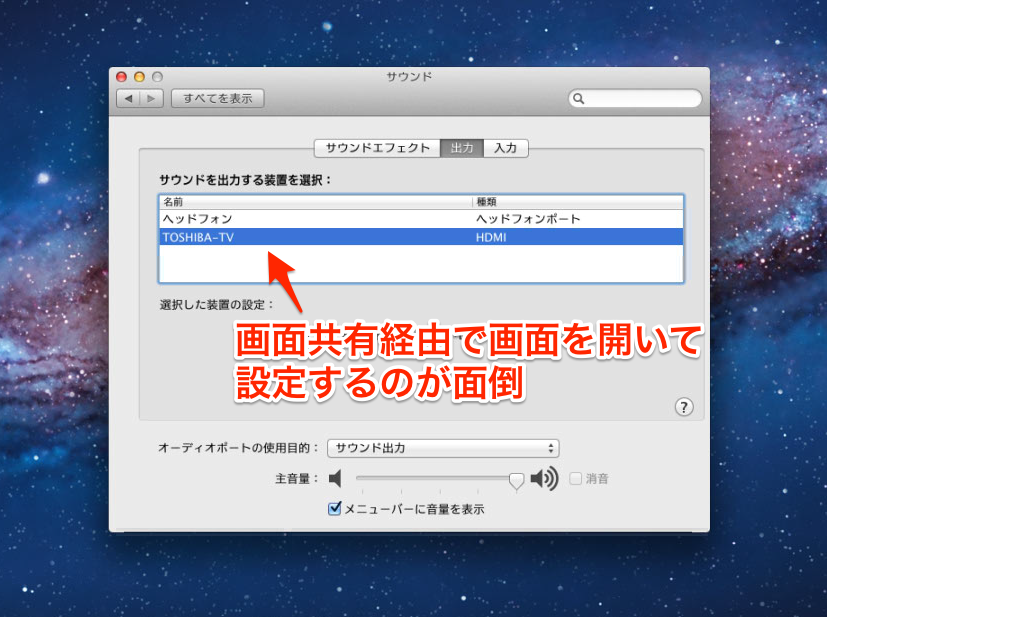 サウンド
すべてを表示
サウンドエフェクト 出力 入力
サウンドを出力する装置を選択：
名前 種類
ヘッドフォン ヘッドフォンポート
TOSHIBA-TV HDMI
選択した装置の設定：
画面共有経由で画面を開いて
設定するのが面倒
?
オーディオポートの使用目的： サウンド出力
主音量： 消音
メニューバーに音量を表示